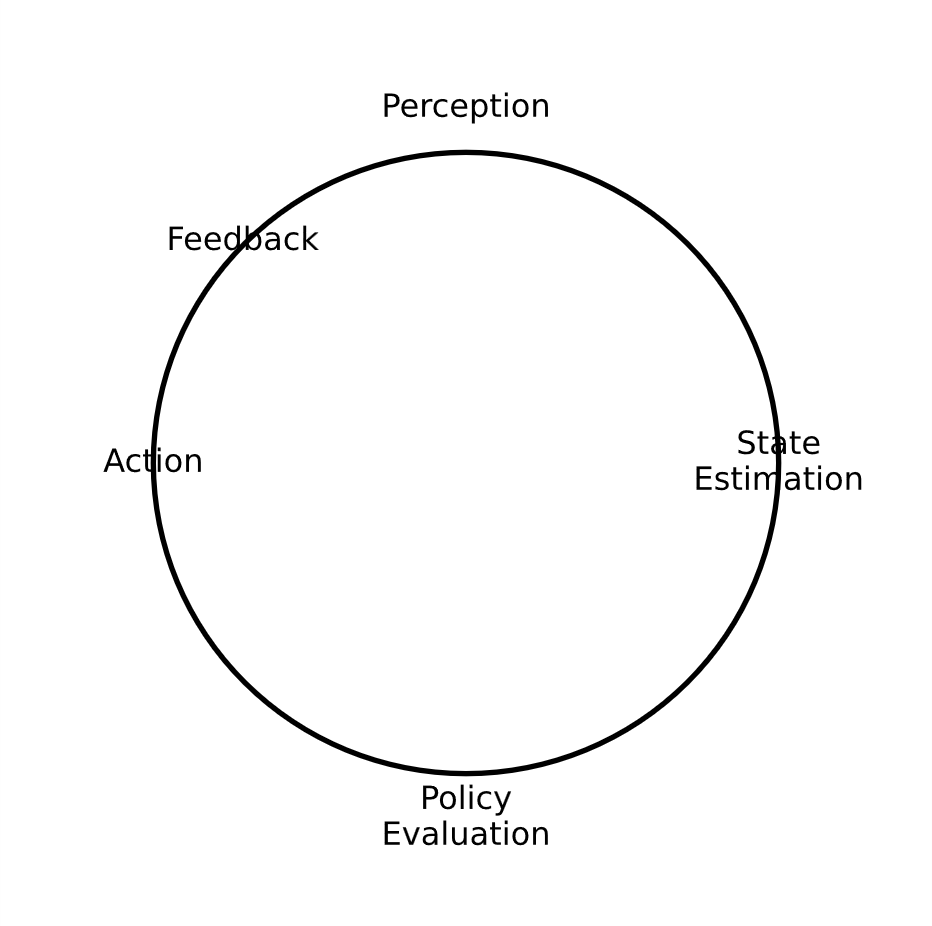 Perception
Feedback
State
Estimation
Action
Policy
Evaluation